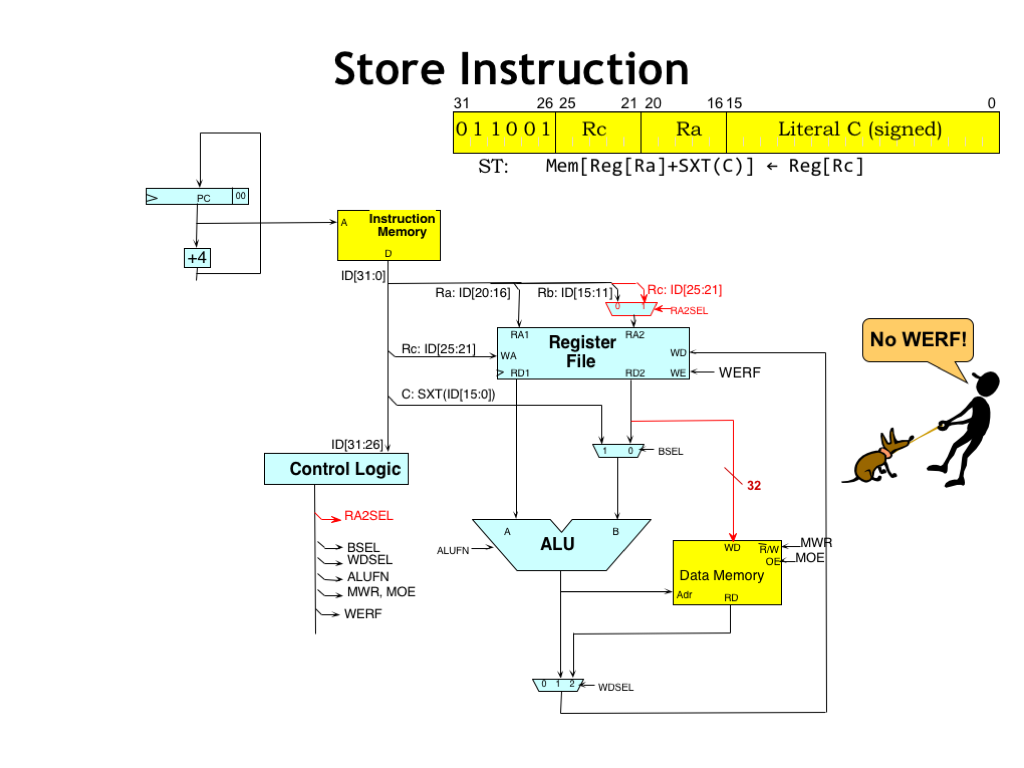 Store Instruction
31 26 25 21 20 16 15 0
0 1 1 0 0 1 Rc Ra Literal C (signed)
ST: Mem[Reg[Ra]+SXT(C)] ← Reg[Rc]
PC 00
+4
A Instruction
Memory
D
ID[31:0]
Ra: ID[20:16] Rb: ID[15:11] Rc: ID[25:21]
0 1 RA2SEL
RA1 RA2
Register
File
Rc: ID[25:21] WA WD
RD1 RD2 WE WERF
No WERF!
C: SXT(ID[15:0])
ID[31:26]
1 0 BSEL
Control Logic
32
RA2SEL
A B
ALU
ALUFN
BSEL
WDSEL
ALUFN
MWR, MOE
WERF
WD R/W MWR
OE MOE
Data Memory
Adr RD
0 1 2 WDSEL